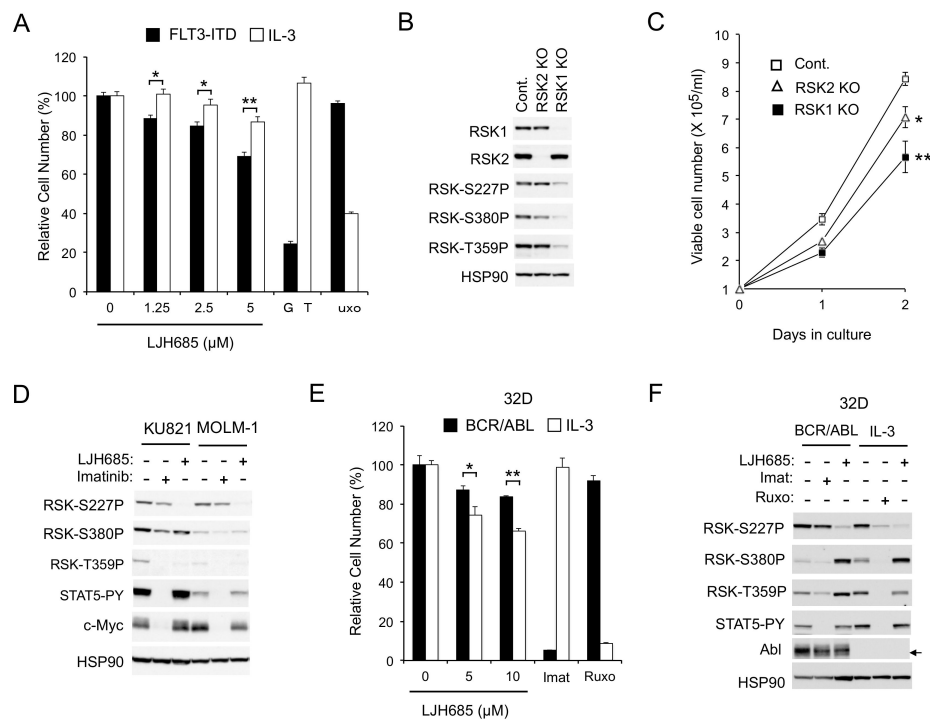 A
FLT3-ITD IL-3
Relative Cell Number (%)
120
100
80
60
40
20
0
0 1.25 2.5 5 G T uxo
* * **
LJH685 (µM)
B
Cont.
RSK2 KO
RSK1 KO
RSK1
RSK2
RSK-S227P
RSK-S380P
RSK-T359P
HSP90
C
Viable cell number (X 10⁵/ml)
10
9
8
7
6
5
4
3
2
1
Cont.
RSK2 KO
RSK1 KO
*
**
0 1 2
Days in culture
D
KU821 MOLM-1
LJH685: - - + - - +
Imatinib: - + - - + -
RSK-S227P
RSK-S380P
RSK-T359P
STAT5-PY
c-Myc
HSP90
E
32D
BCR/ABL IL-3
Relative Cell Number (%)
120
100
80
60
40
20
0
* **
0 5 10 Imat Ruxo
LJH685 (µM)
F
32D
BCR/ABL IL-3
LJH685: - - + - - +
Imat: - + - - - -
Ruxo: - - - - + -
RSK-S227P
RSK-S380P
RSK-T359P
STAT5-PY
Abl
HSP90